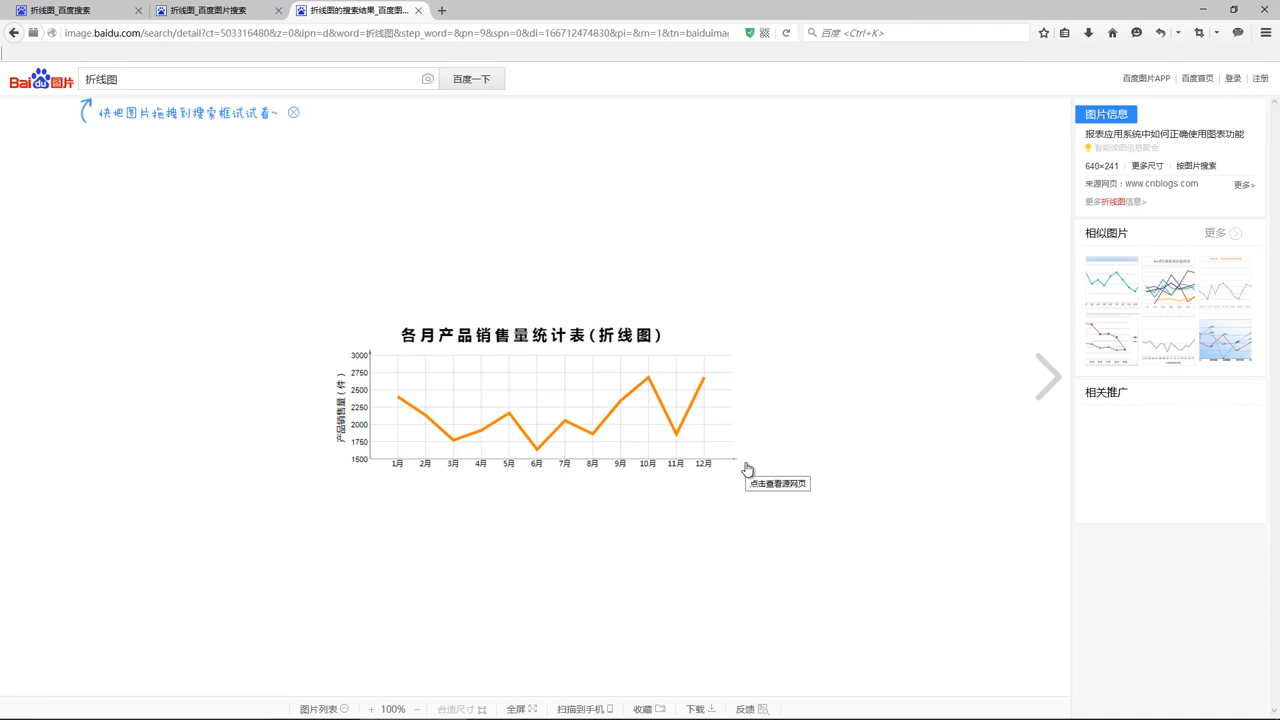 折线图_百度搜索
折线图_百度图片搜索
折线图的搜索结果_百度图...
image.baidu.com/search/detail?ct=503316480&z=0&ipn=d&word=折线图&step_word=&pn=9&spn=0&di=166712474830&pi=&rn=1&tn=baiduimag
百度 <Ctrl+K>
Baidu图片
折线图
百度一下
百度图片APP
百度首页
登录
注册
快把图片拖拽到搜索框试试看~
图片信息
报表应用系统中如何正确使用图表功能
智能读图信息聚合
640×241
更多尺寸
按图片搜索
来源网页：www.cnblogs.com
更多>
更多折线图信息>
相似图片
更多
相关推广
各月产品销售量统计表(折线图)
产品销售量(件)
3000
2750
2500
2250
2000
1750
1500
1月 2月 3月 4月 5月 6月 7月 8月 9月 10月 11月 12月
点击查看源网页
图片列表
100%
合适尺寸
全屏
扫描到手机
收藏
下载
反馈